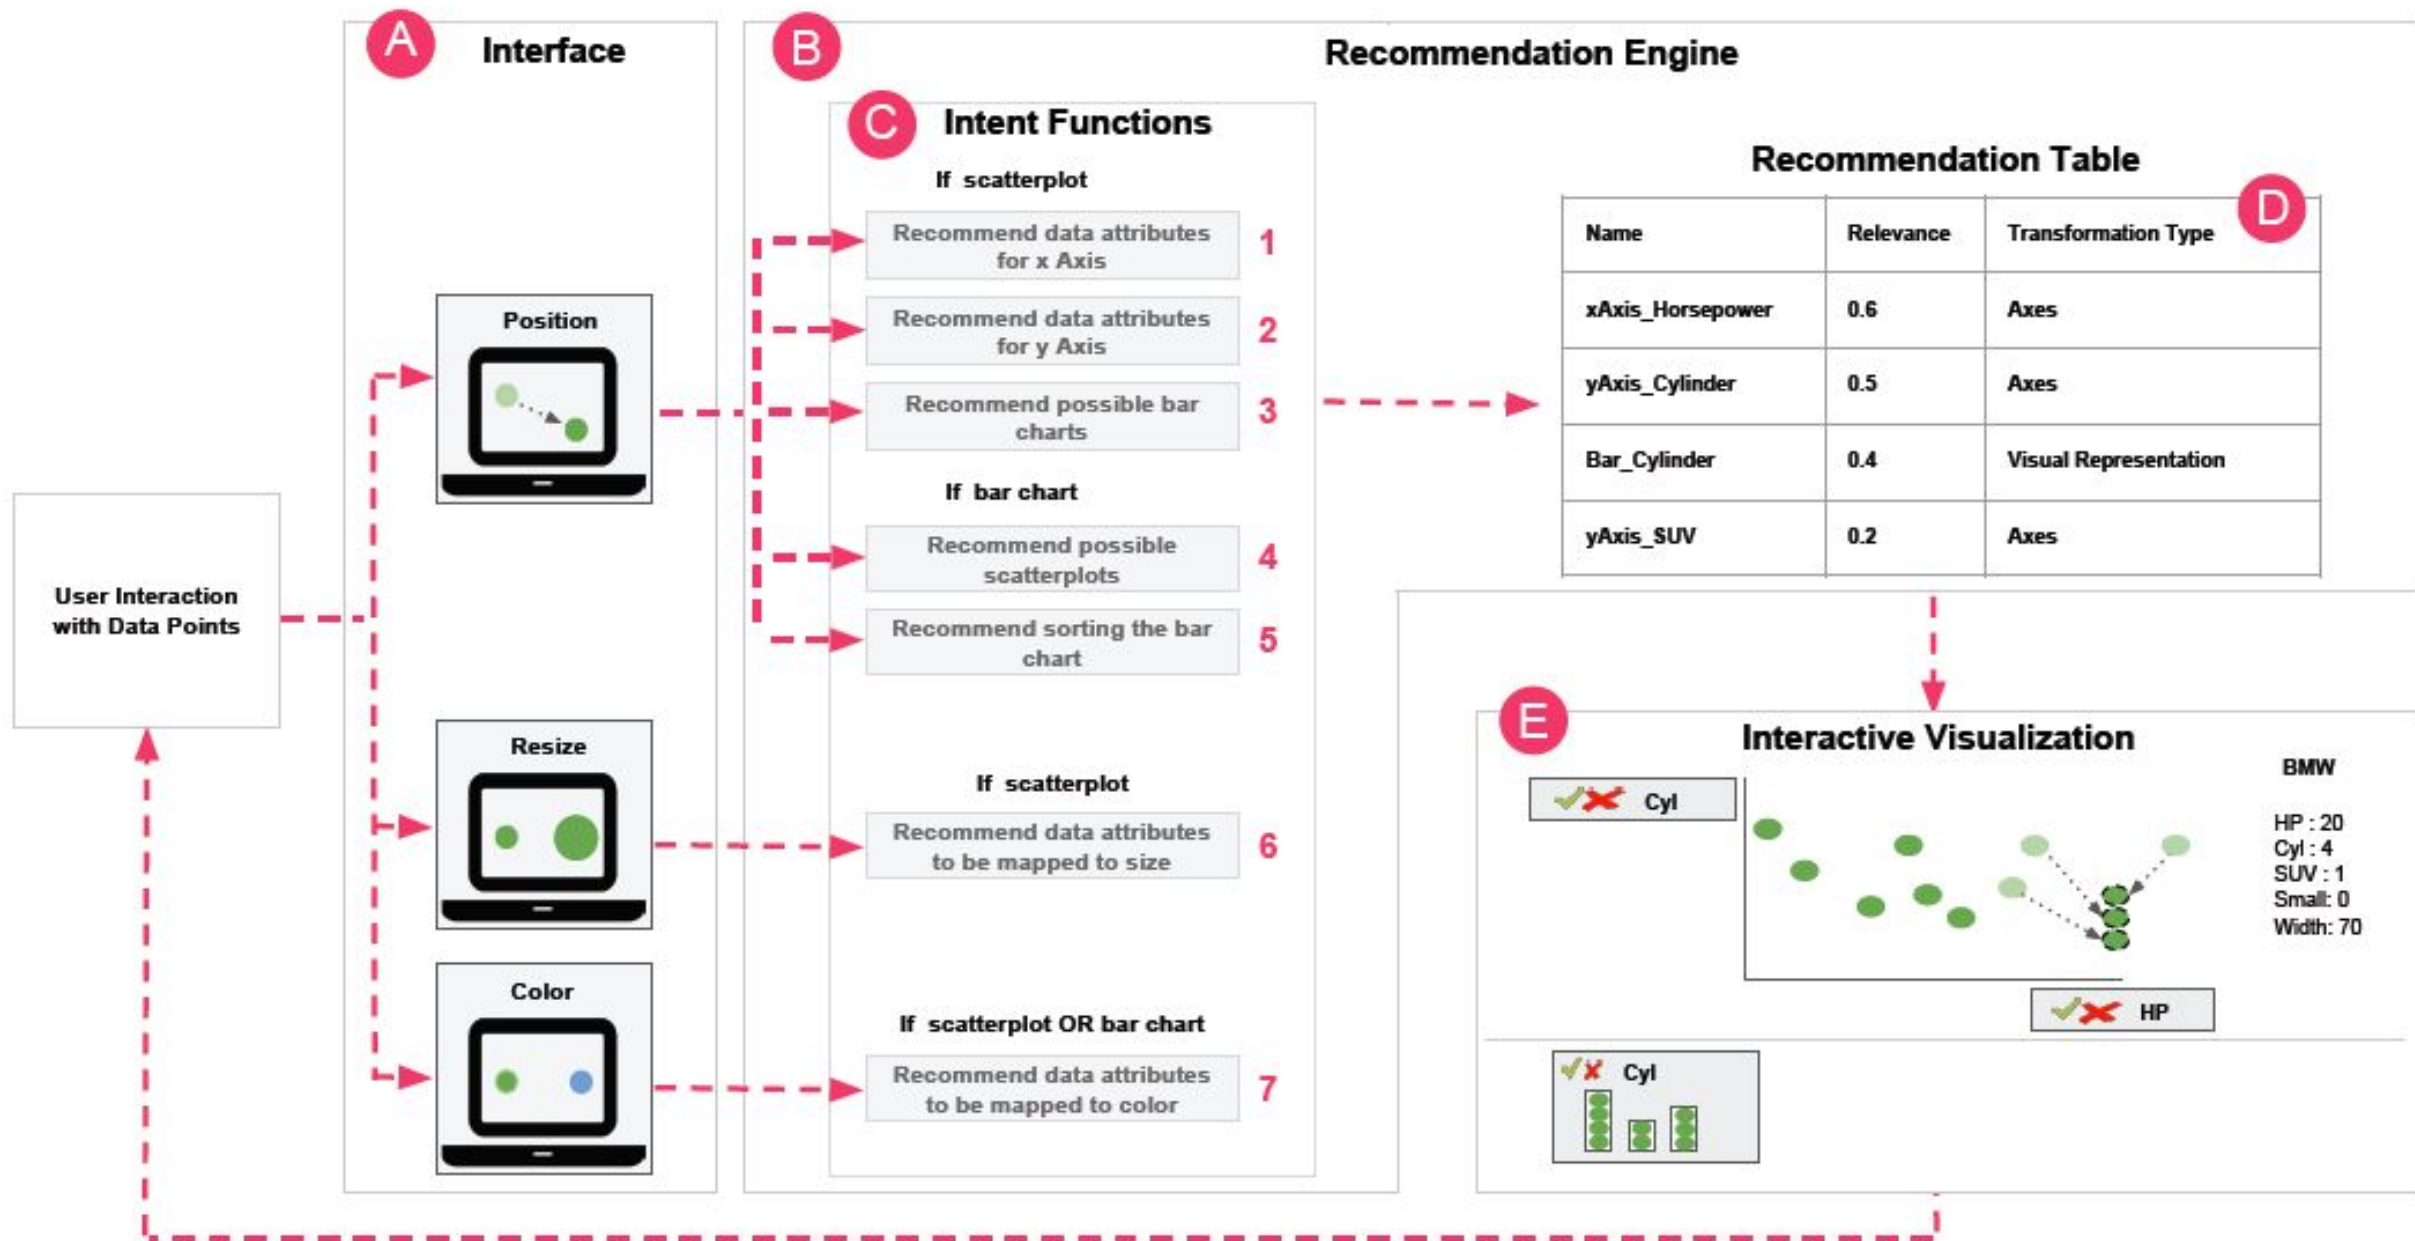 A
Interface
B
Recommendation Engine
C
Intent Functions
If scatterplot
Recommend data attributes
for x Axis
1
Recommend data attributes
for y Axis
2
Recommend possible bar
charts
3
If bar chart
Recommend possible
scatterplots
4
Recommend sorting the bar
chart
5
If scatterplot
Recommend data attributes
to be mapped to size
6
If scatterplot OR bar chart
Recommend data attributes
to be mapped to color
7
Position
Resize
Color
User Interaction
with Data Points
Recommendation Table
D
Name Relevance Transformation Type
xAxis_Horsepower 0.6 Axes
yAxis_Cylinder 0.5 Axes
Bar_Cylinder 0.4 Visual Representation
yAxis_SUV 0.2 Axes
E
Interactive Visualization
Cyl
BMW
HP : 20
Cyl : 4
SUV : 1
Small: 0
Width: 70
HP
Cyl